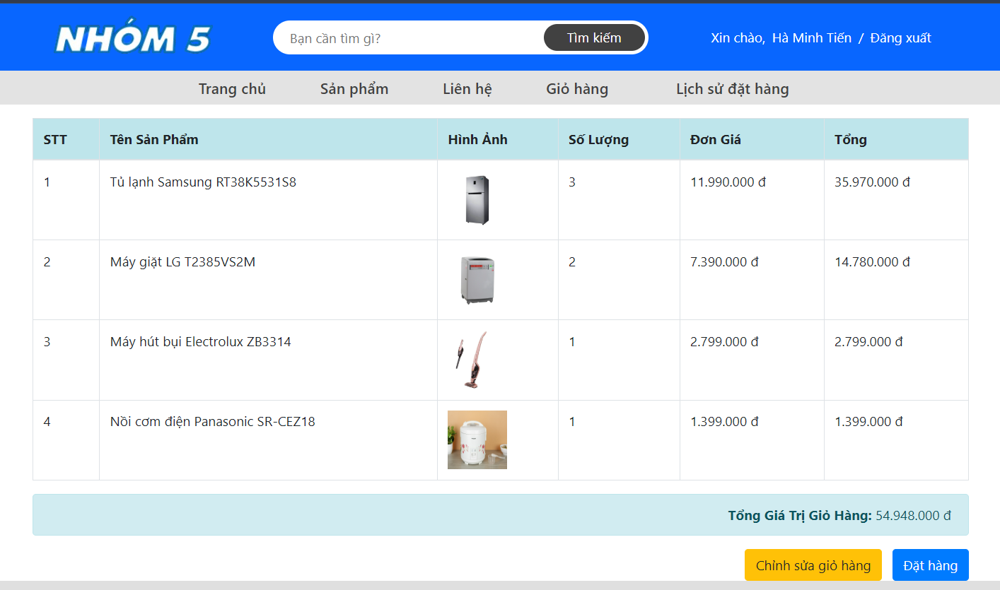 NHÓM 5
Bạn cần tìm gì?
Tìm kiếm
Xin chào, Hà Minh Tiến / Đăng xuất
Trang chủ Sản phẩm Liên hệ Giỏ hàng Lịch sử đặt hàng
STT Tên Sản Phẩm Hình Ảnh Số Lượng Đơn Giá Tổng
1 Tủ lạnh Samsung RT38K5531S8 3 11.990.000 đ 35.970.000 đ
2 Máy giặt LG T2385VS2M 2 7.390.000 đ 14.780.000 đ
3 Máy hút bụi Electrolux ZB3314 1 2.799.000 đ 2.799.000 đ
4 Nồi cơm điện Panasonic SR-CEZ18 1 1.399.000 đ 1.399.000 đ
Tổng Giá Trị Giỏ Hàng: 54.948.000 đ
Chỉnh sửa giỏ hàng Đặt hàng